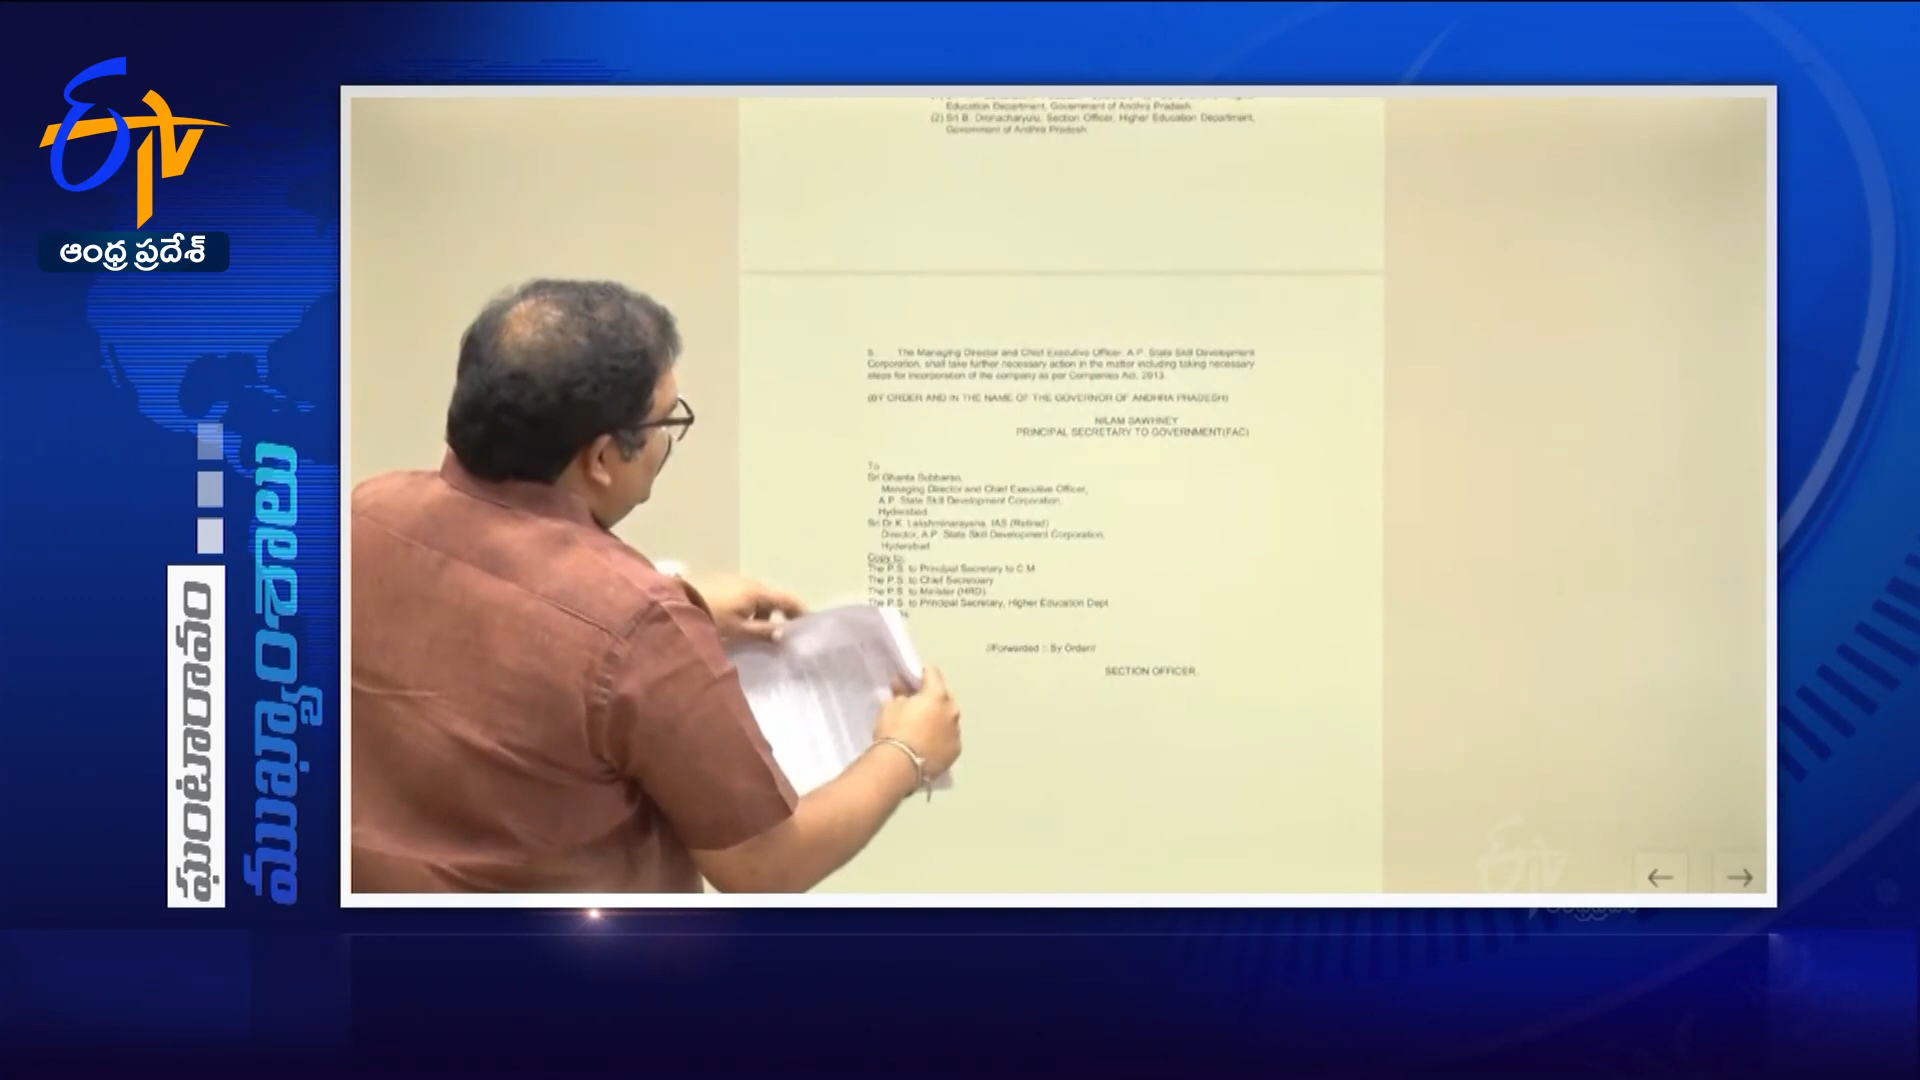 ETV
ఆంధ్ర ప్రదేశ్
ఘంటారావం...
ముఖ్యాంశాలు
Education Department, Government of Andhra Pradesh.
(2) Sri B. Dronacharyulu, Section Officer, Higher Education Department,
Government of Andhra Pradesh.
The Managing Director and Chief Executive Officer, A.P. State Skill Development
Corporation, shall take further necessary action in the matter including taking necessary
steps for incorporation of the company as per Companies Act, 2013.
(BY ORDER AND IN THE NAME OF THE GOVERNOR OF ANDHRA PRADESH)
NILAM SAWHNEY
PRINCIPAL SECRETARY TO GOVERNMENT(FAC)
To
Sri Ghanta Subbarao,
Managing Director and Chief Executive Officer,
A.P. State Skill Development Corporation,
Hyderabad.
Sri Dr.K. Lakshminarayana, IAS (Retired)
Director, A.P. State Skill Development Corporation,
Hyderabad.
Copy to:
The P.S. to Principal Secretary to C.M
The P.S. to Chief Secretary
The P.S. to Minister (HRD)
The P.S. to Principal Secretary, Higher Education Dept
//Forwarded :: By Order//
SECTION OFFICER